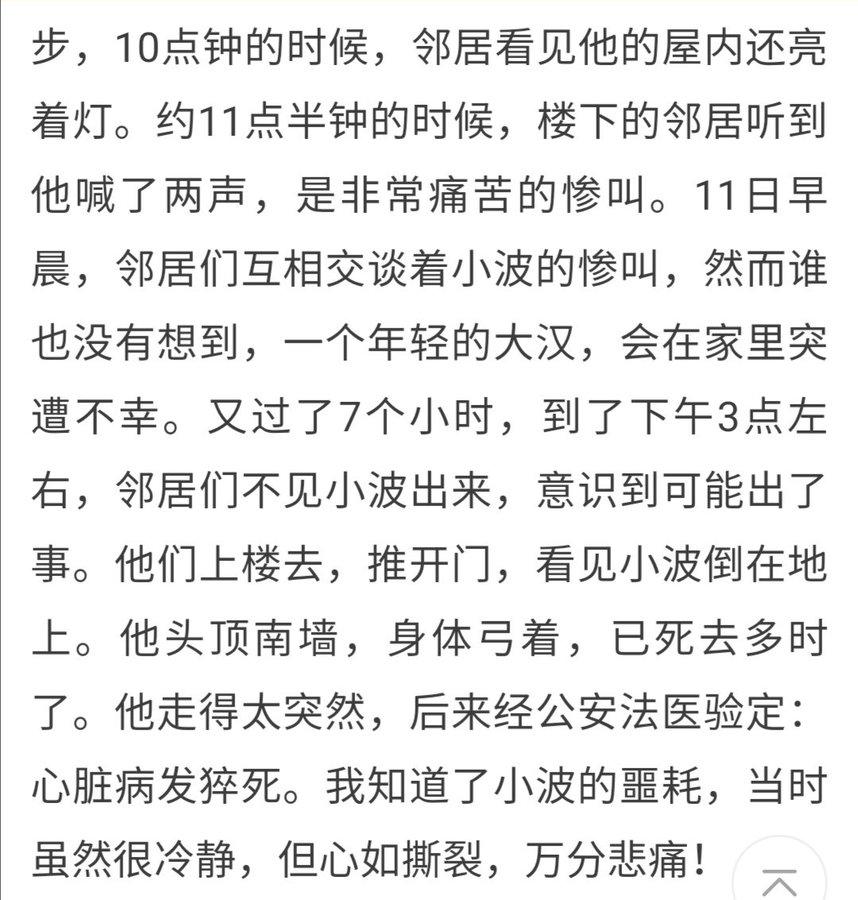 步，10点钟的时候，邻居看见他的屋内还亮
着灯。约11点半钟的时候，楼下的邻居听到
他喊了两声，是非常痛苦的惨叫。11日早
晨，邻居们互相交谈着小波的惨叫，然而谁
也没有想到，一个年轻的大汉，会在家里突
遭不幸。又过了7个小时，到了下午3点左
右，邻居们不见小波出来，意识到可能出了
事。他们上楼去，推开门，看见小波倒在地
上。他头顶南墙，身体弓着，已死去多时
了。他走得太突然，后来经公安法医验定：
心脏病发猝死。我知道了小波的噩耗，当时
虽然很冷静，但心如撕裂，万分悲痛！